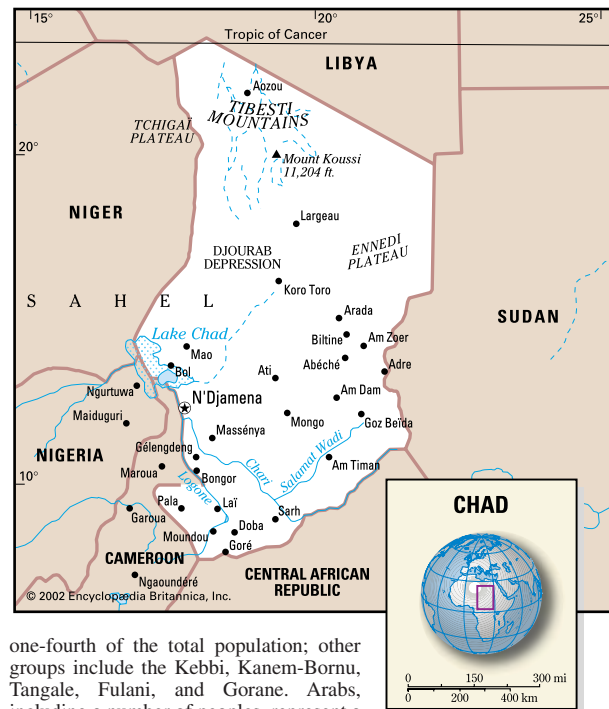 15°
20°
25°
Tropic of Cancer
LIBYA
Aozou
TIBESTI
MOUNTAINS
TCHIGAÏ
PLATEAU
20°
Mount Koussi
11,204 ft.
NIGER
Largeau
DJOURAB
DEPRESSION
ENNEDI
PLATEAU
Koro Toro
SAHEL
Arada
SUDAN
Lake Chad
Biltine
Am Zoer
Mao
Abéché
Adre
Bol
Ati
Ngurtuwa
N'Djamena
Am Dam
Maiduguri
Mongo
Goz Beïda
Massénya
NIGERIA
Gélengdeng
Chari
Salamat Wadi
Am Timan
Maroua
Bongor
10°
Logone
Pala
Laï
Sarh
Garoua
Doba
Moundou
Goré
CAMEROON
Ngaoundéré
CENTRAL AFRICAN
REPUBLIC
© 2002 Encyclopædia Britannica, Inc.
CHAD
0 150 300 mi
0 200 400 km
one-fourth of the total population; other
groups include the Kebbi, Kanem-Bornu,
Tangale, Fulani, and Gorane. Arabs,